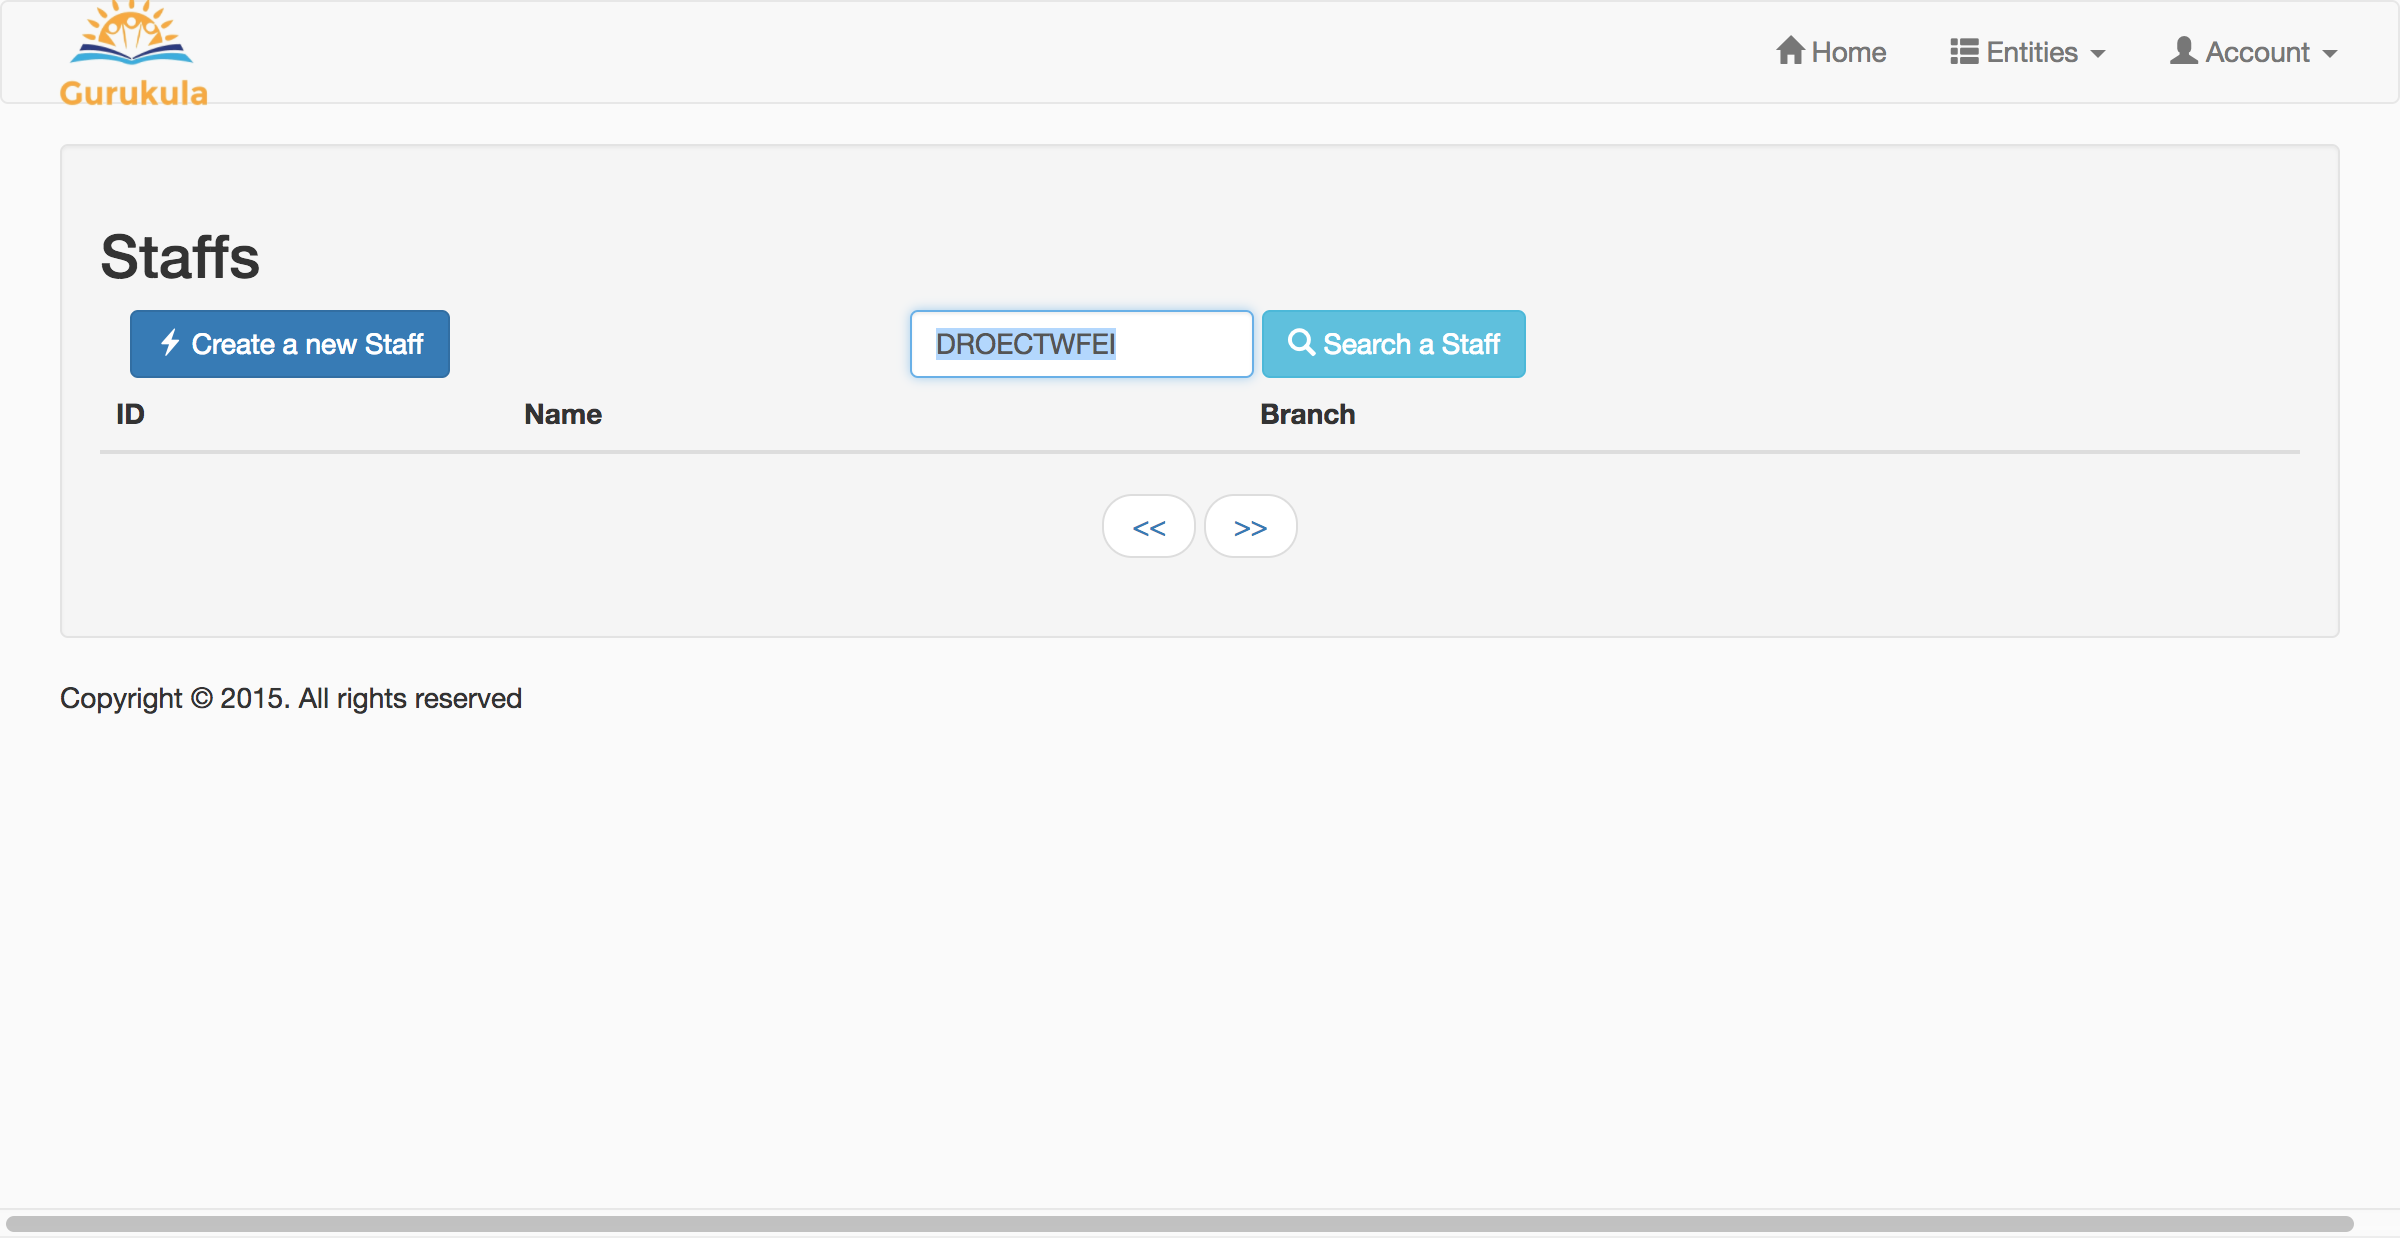 Gurukula
Home Entities Account
Staffs
Create a new Staff DROECTWFEI Search a Staff
ID Name Branch
<< >>
Copyright © 2015. All rights reserved